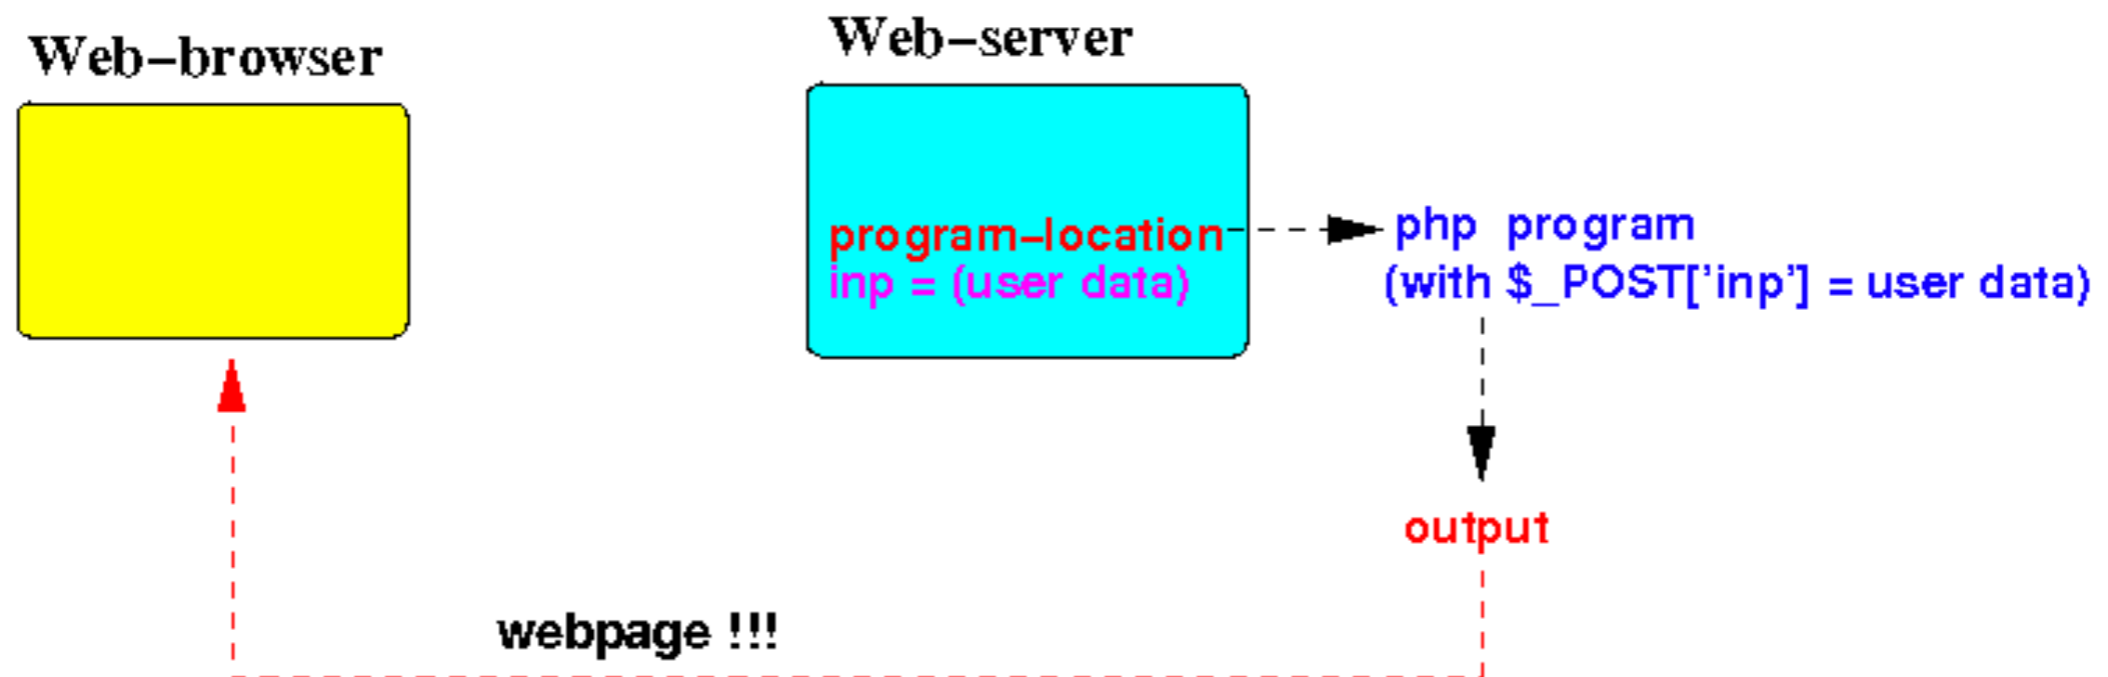 Web-browser
Web-server
program-location
inp = (user data)
php program
(with $_POST['inp'] = user data)
output
webpage !!!